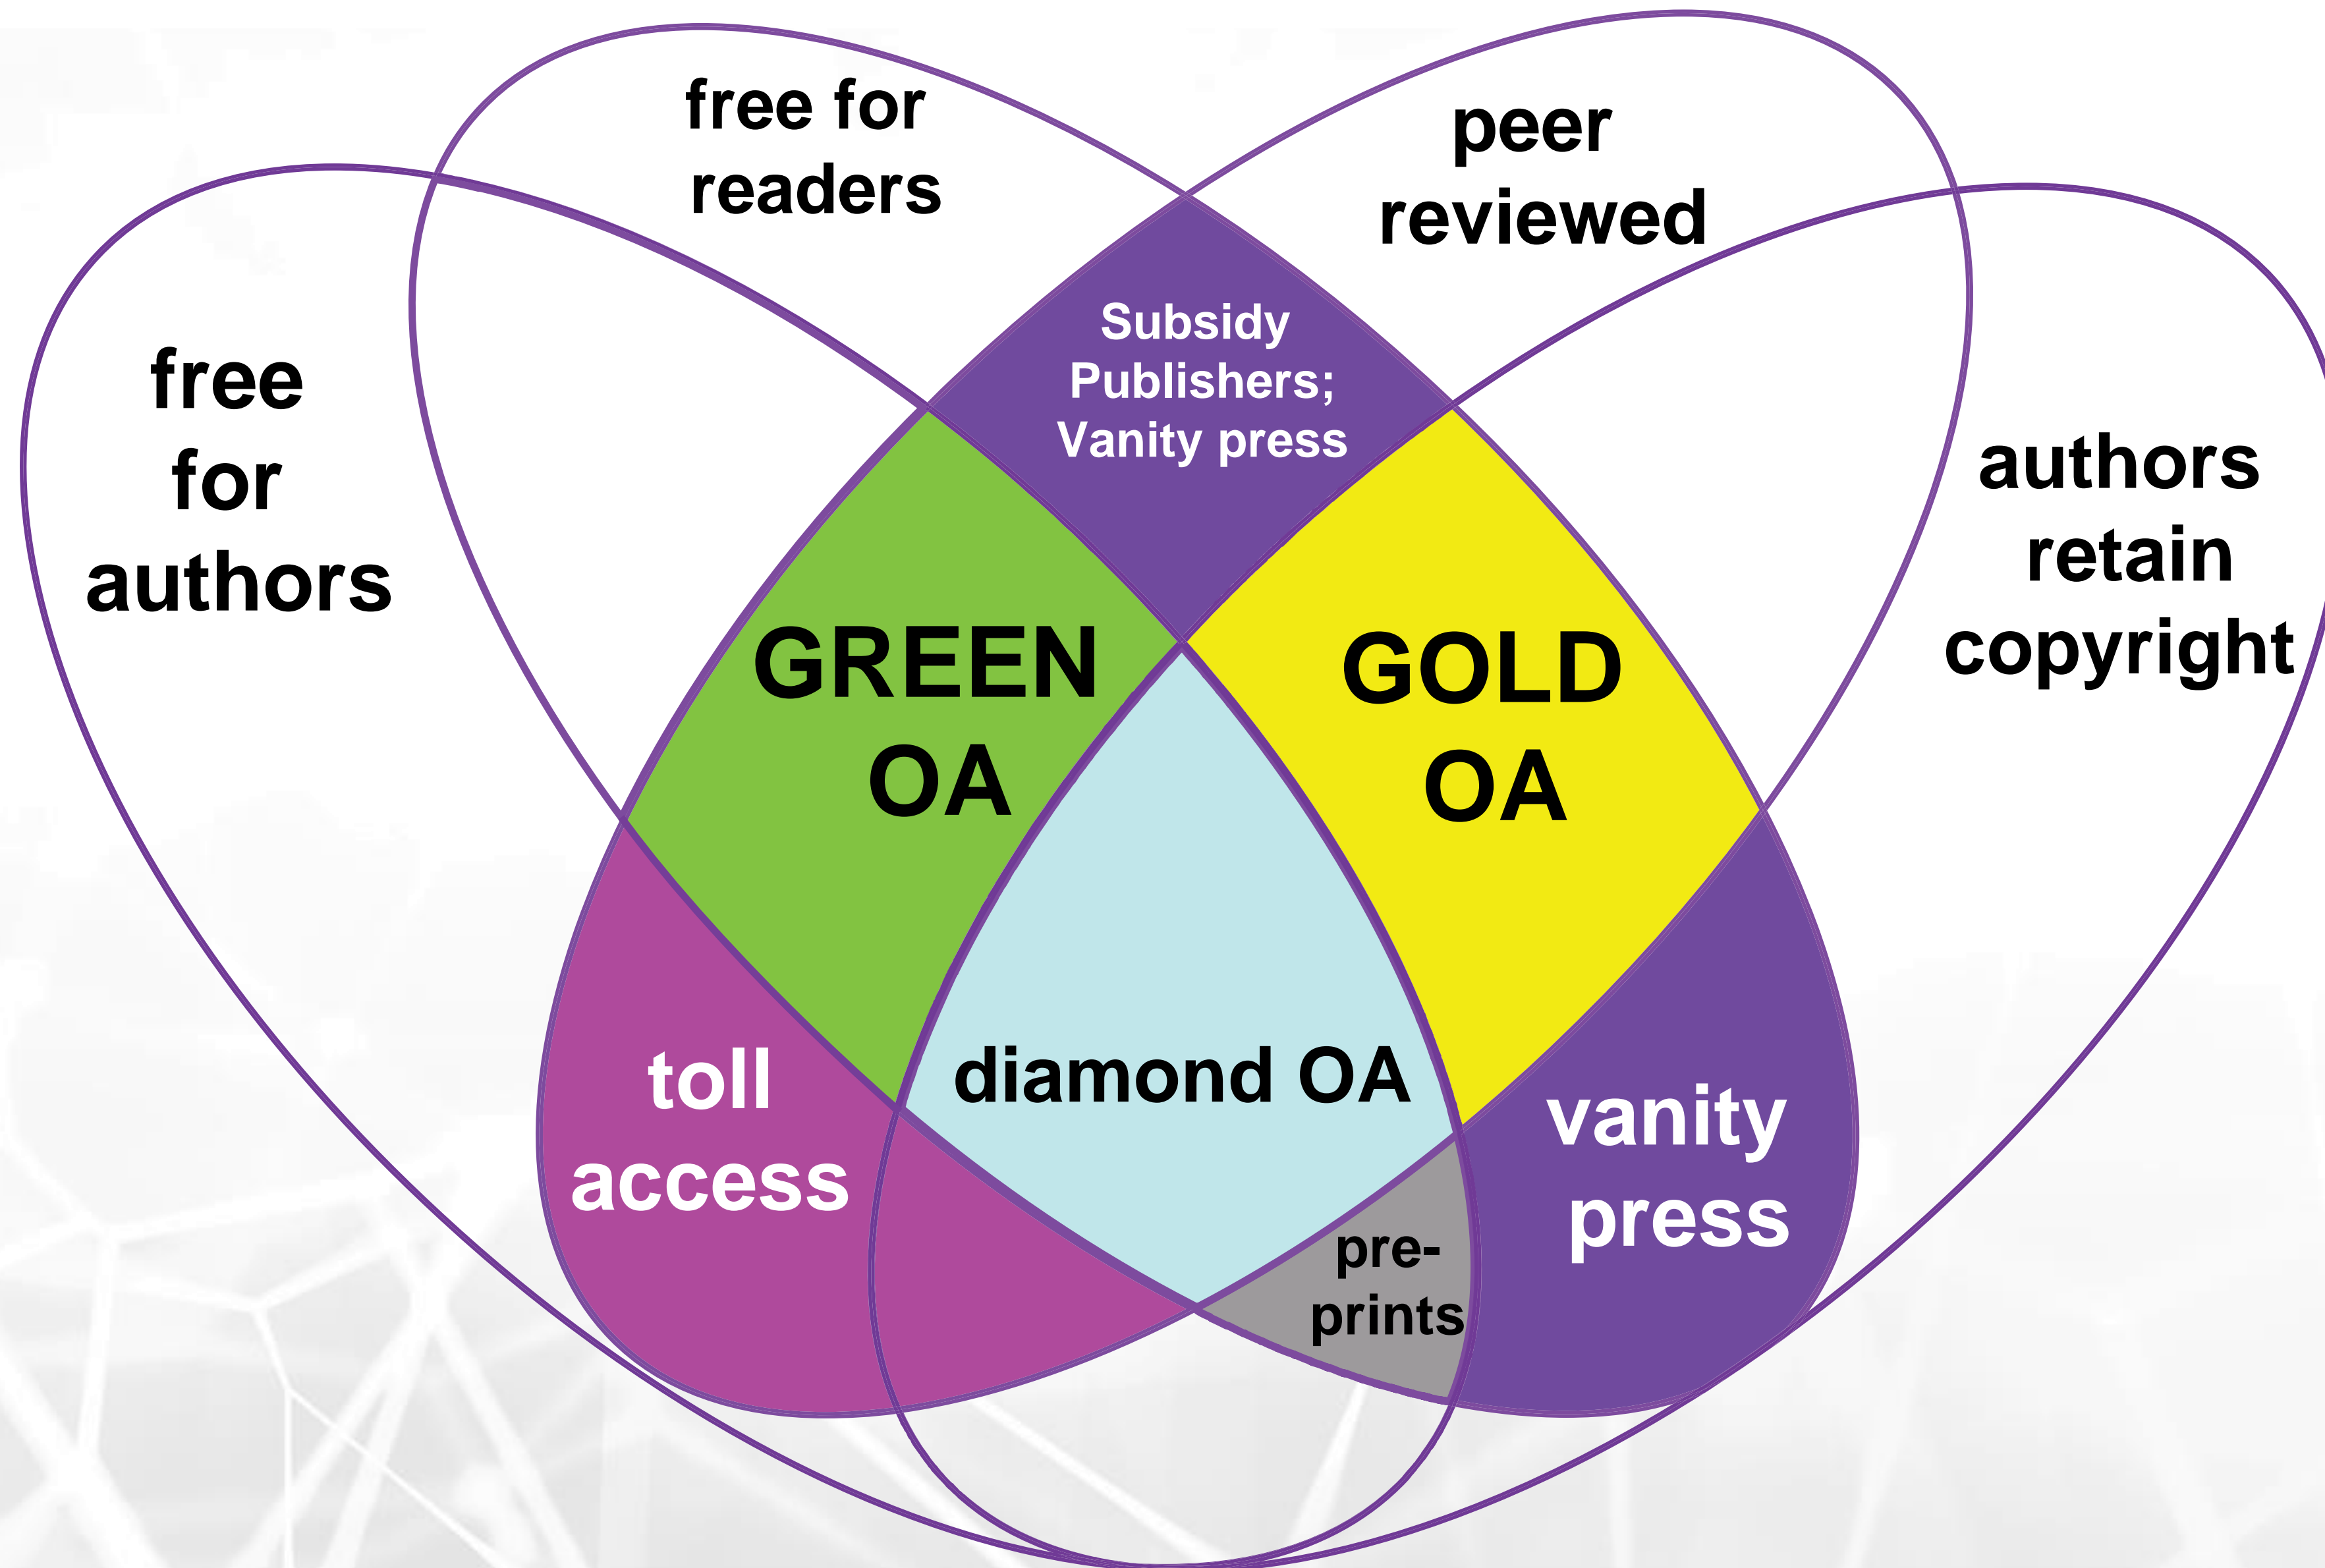 free for
readers
peer
reviewed
free
for
authors
Subsidy
Publishers;
Vanity press
authors
retain
copyright
GREEN
OA
GOLD
OA
toll
access
diamond OA
vanity
press
pre-
prints